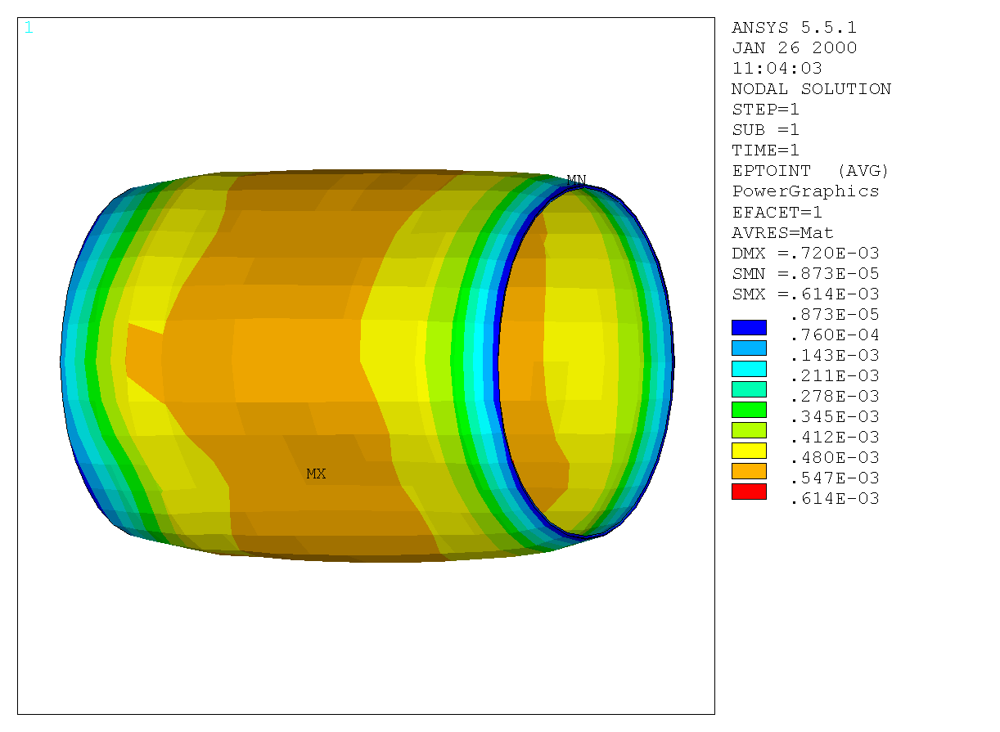 1
ANSYS 5.5.1
JAN 26 2000
11:04:03
NODAL SOLUTION
STEP=1
SUB =1
TIME=1
EPTOINT (AVG)
PowerGraphics
EFACET=1
AVRES=Mat
DMX =.720E-03
SMN =.873E-05
SMX =.614E-03
.873E-05
.760E-04
.143E-03
.211E-03
.278E-03
.345E-03
.412E-03
.480E-03
.547E-03
.614E-03
MN
MX